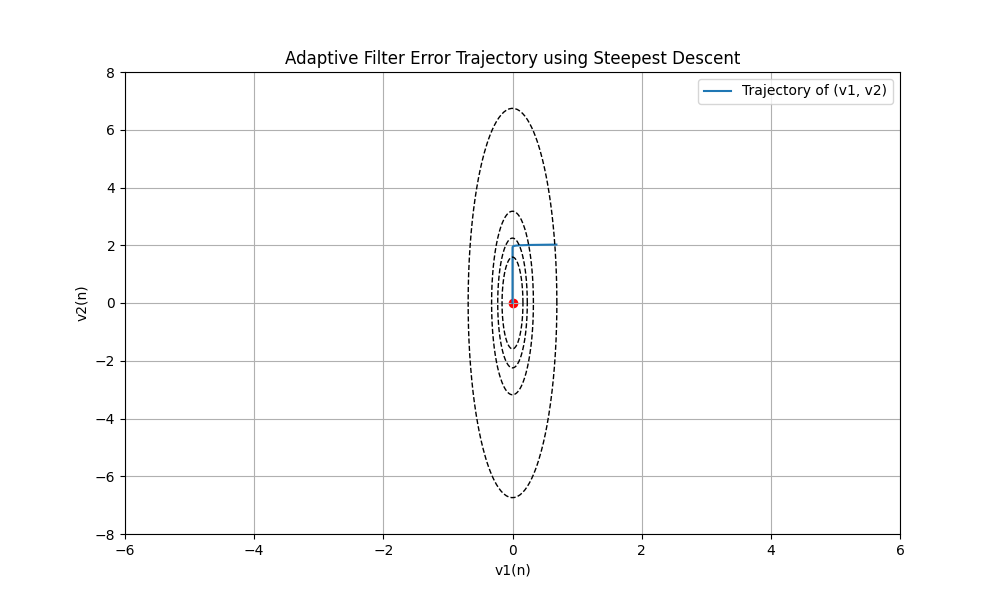 Adaptive Filter Error Trajectory using Steepest Descent
Trajectory of (v1, v2)
8
6
4
2
0
−2
−4
−6
−8
v2(n)
−6 −4 −2 0 2 4 6
v1(n)